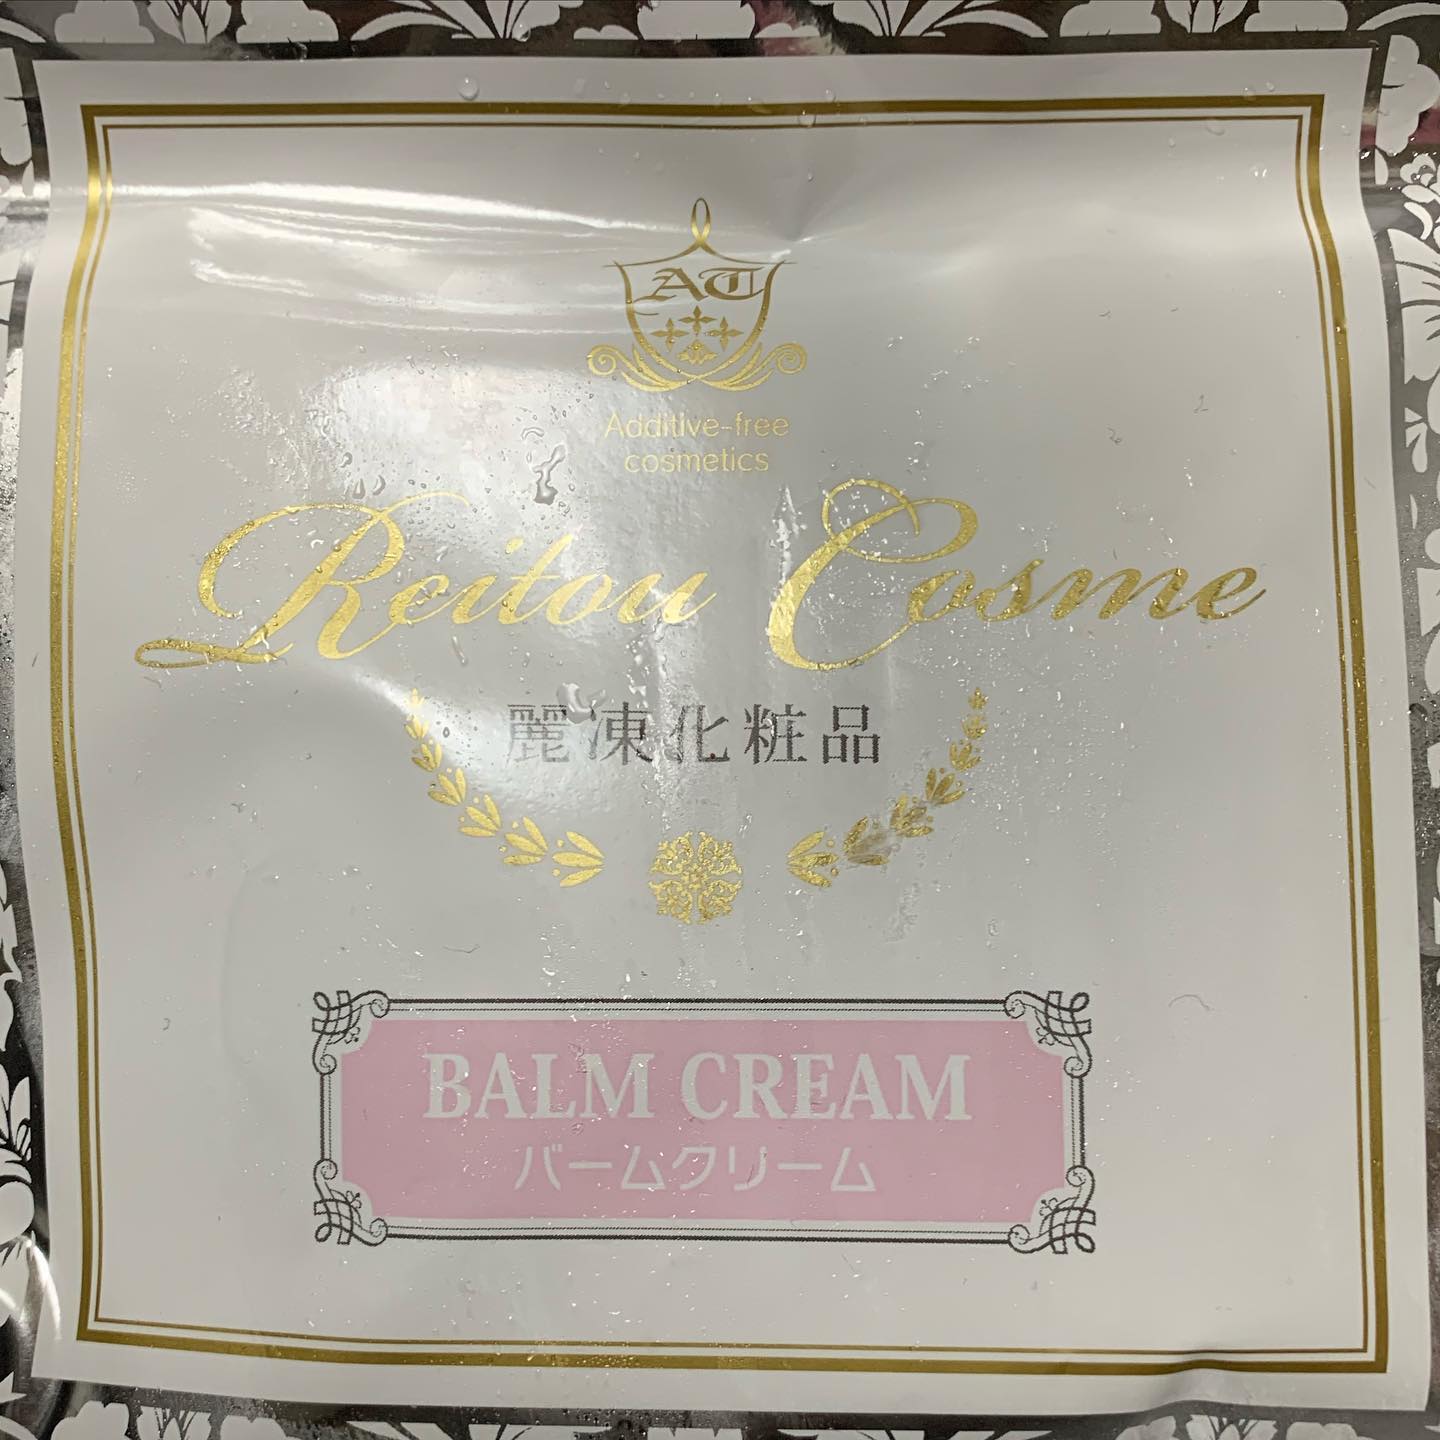 AT
Additive-free
cosmetics
Reitou Cosme
麗凍化粧品
BALM CREAM
バームクリーム